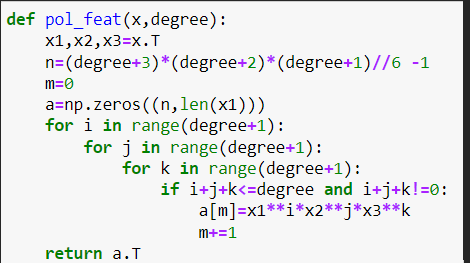 def pol_feat(x,degree):
    x1,x2,x3=x.T
    n=(degree+3)*(degree+2)*(degree+1)//6 -1
    m=0
    a=np.zeros((n,len(x1)))
    for i in range(degree+1):
        for j in range(degree+1):
            for k in range(degree+1):
                if i+j+k<=degree and i+j+k!=0:
                    a[m]=x1**i*x2**j*x3**k
                    m+=1
    return a.T